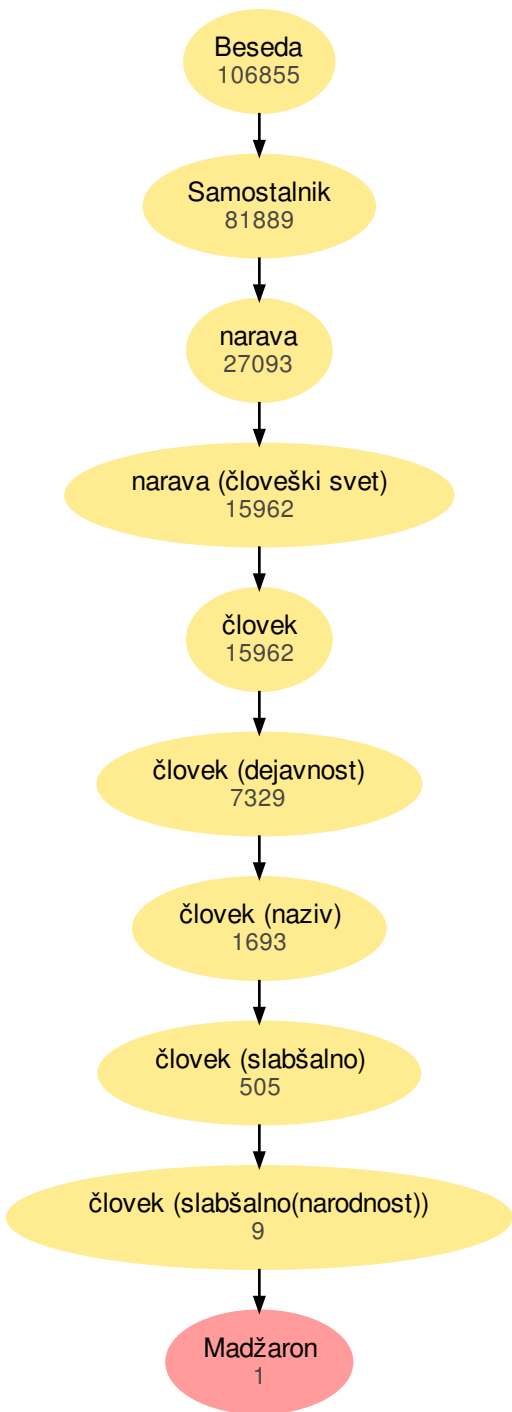 Beseda
106855
Samostalnik
81889
narava
27093
narava (človeški svet)
15962
človek
15962
človek (dejavnost)
7329
človek (naziv)
1693
človek (slabšalno)
505
človek (slabšalno(narodnost))
9
Madžaron
1